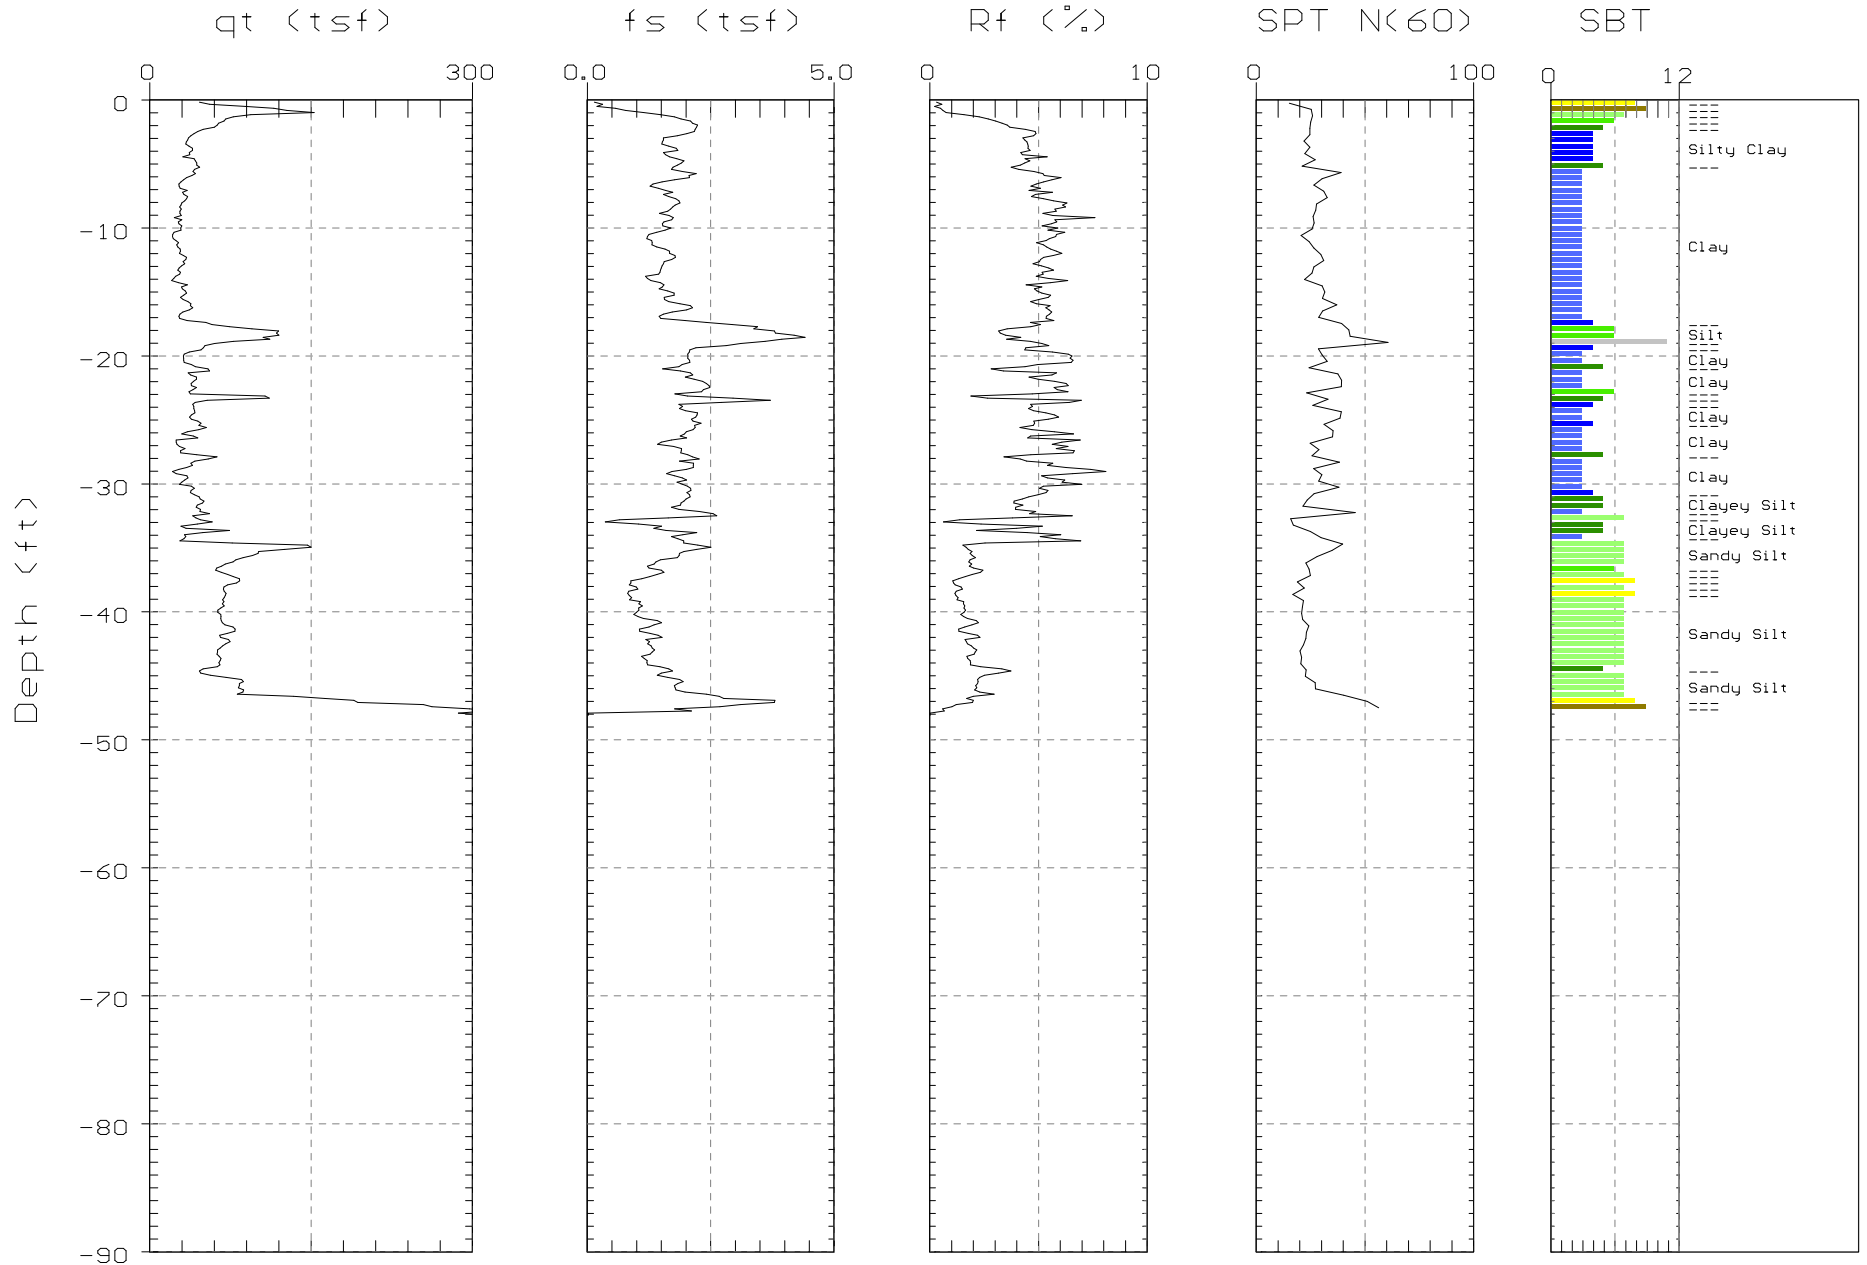 qt (tsf) fs (tsf) Rf (%) SPT N(60) SBT
0 300 0.0 5.0 0 10 0 100 0 12
0
---
---
---
---
---
Silty Clay
---
-10
Clay
---
Silt
---
---
-20
Clay
---
Clay
---
---
---
Clay
---
Clay
---
Clay
-30
---
Clayey Silt
---
---
Clayey Silt
---
Sandy Silt
---
---
---
---
---
-40
Sandy Silt
---
Sandy Silt
---
---
-50
-60
-70
-80
-90
Depth (ft)